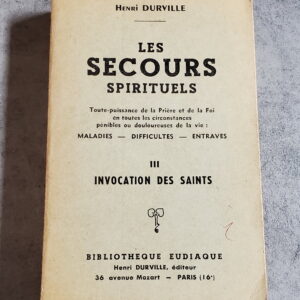 Henri DURVILLE
LES
SECOURS
SPIRITUELS
Toute-puissance de la Prière et de la Foi
en toutes les circonstances
pénibles ou douloureuses de la vie :
MALADIES — DIFFICULTES — ENTRAVES
III
INVOCATION DES SAINTS
BIBLIOTHEQUE EUDIAQUE
Henri DURVILLE, éditeur
36 avenue Mozart — PARIS (16e)